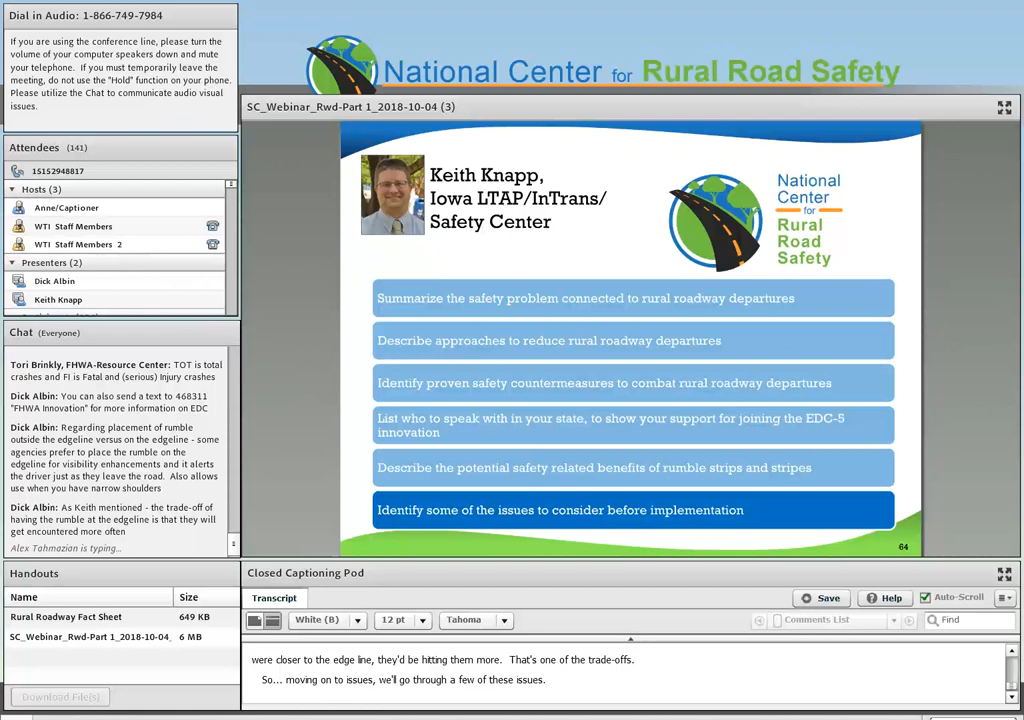 Dial in Audio: 1-866-749-7984
If you are using the conference line, please turn the
volume of your computer speakers down and mute
your telephone. If you must temporarily leave the
meeting, do not use the "Hold" function on your phone.
Please utilize the Chat to communicate audio visual
issues.
Attendees (141)
15152948817
Hosts (3)
Anne/Captioner
WTI Staff Members
WTI Staff Members 2
Presenters (2)
Dick Albin
Keith Knapp
Chat (Everyone)
Tori Brinkly, FHWA-Resource Center: TOT is total
crashes and FI is Fatal and (serious) Injury crashes
Dick Albin: You can also send a text to 468311
"FHWA Innovation" for more information on EDC
Dick Albin: Regarding placement of rumble
outside the edgeline versus on the edgeline - some
agencies prefer to place the rumble on the
edgeline for visibility enhancements and it alerts
the driver just as they leave the road. Also allows
use when you have narrow shoulders
Dick Albin: As Keith mentioned - the trade-off of
having the rumble at the edgeline is that they will
get encountered more often
Alex Tahmazian is typing...
Handouts
Name Size
Rural Roadway Fact Sheet 649 KB
SC_Webinar_Rwd-Part 1_2018-10-04_ 6 MB
Download File(s)
National Center for Rural Road Safety
SC_Webinar_Rwd-Part 1_2018-10-04 (3)
Keith Knapp,
Iowa LTAP/InTrans/
Safety Center
National
Center
for
Rural
Road
Safety
Summarize the safety problem connected to rural roadway departures
Describe approaches to reduce rural roadway departures
Identify proven safety countermeasures to combat rural roadway departures
List who to speak with in your state, to show your support for joining the EDC-5
innovation
Describe the potential safety related benefits of rumble strips and stripes
Identify some of the issues to consider before implementation
64
Closed Captioning Pod
Transcript
Save Help Auto-Scroll
White (B) 12 pt Tahoma Comments List Find
were closer to the edge line, they'd be hitting them more. That's one of the trade-offs.
So... moving on to issues, we'll go through a few of these issues.